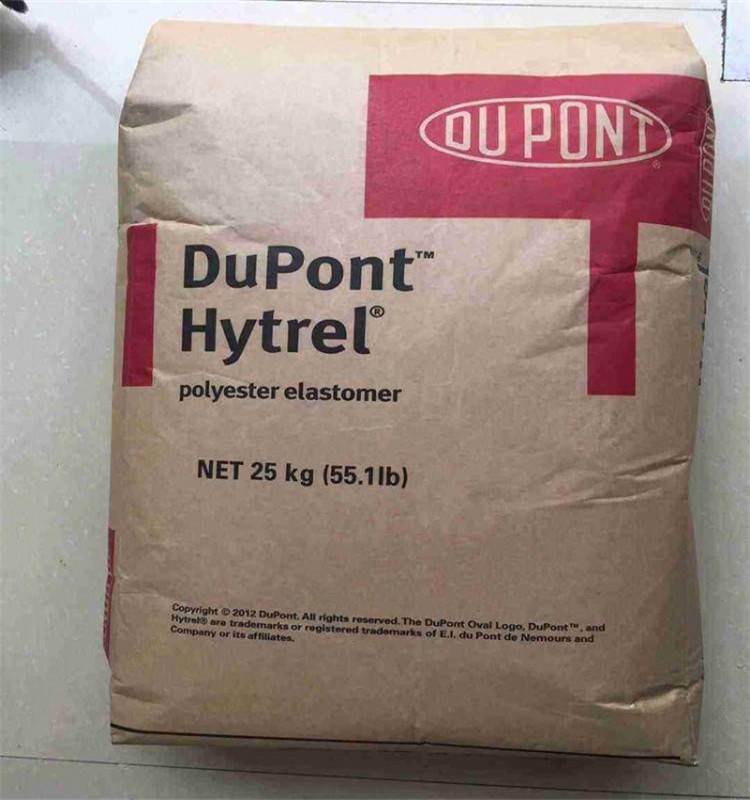 DU PONT
®
DuPont™
Hytrel®
polyester elastomer
NET 25 kg (55.1lb)
Copyright © 2012 DuPont. All rights reserved. The DuPont Oval Logo, DuPont™, and
Hytrel® are trademarks or registered trademarks of E.I. du Pont de Nemours and
Company or its affiliates.
DU PONT